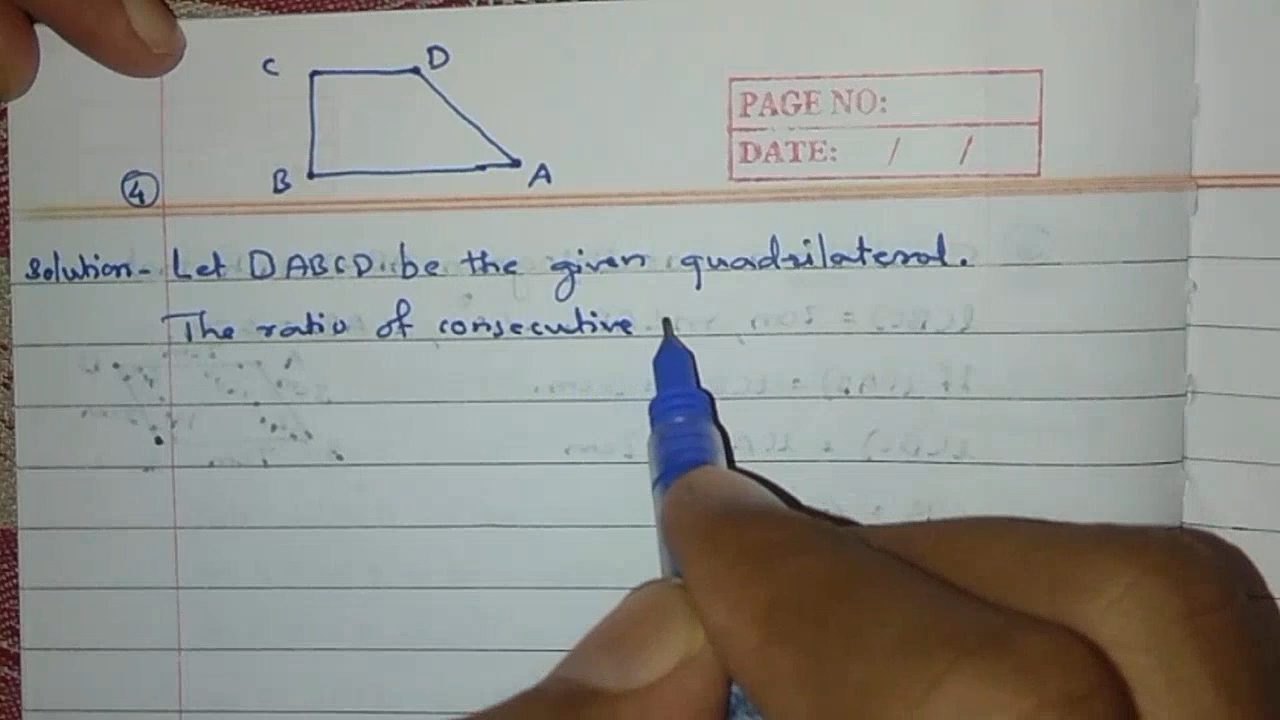 C D
PAGE NO:
DATE: / /
B A
4
Solution- Let □ABCD be the given quadrilateral.
The ratio of consecutive